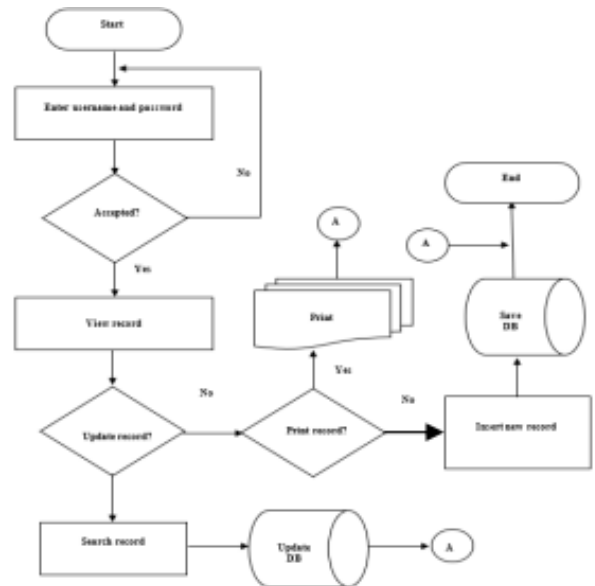 Start
Enter username and password
No
Accepted?
Yes
View record
Update record?
No
Print record?
Yes
Print
A
No
Insert new record
Save
DB
A
End
Search record
Update
DB
A